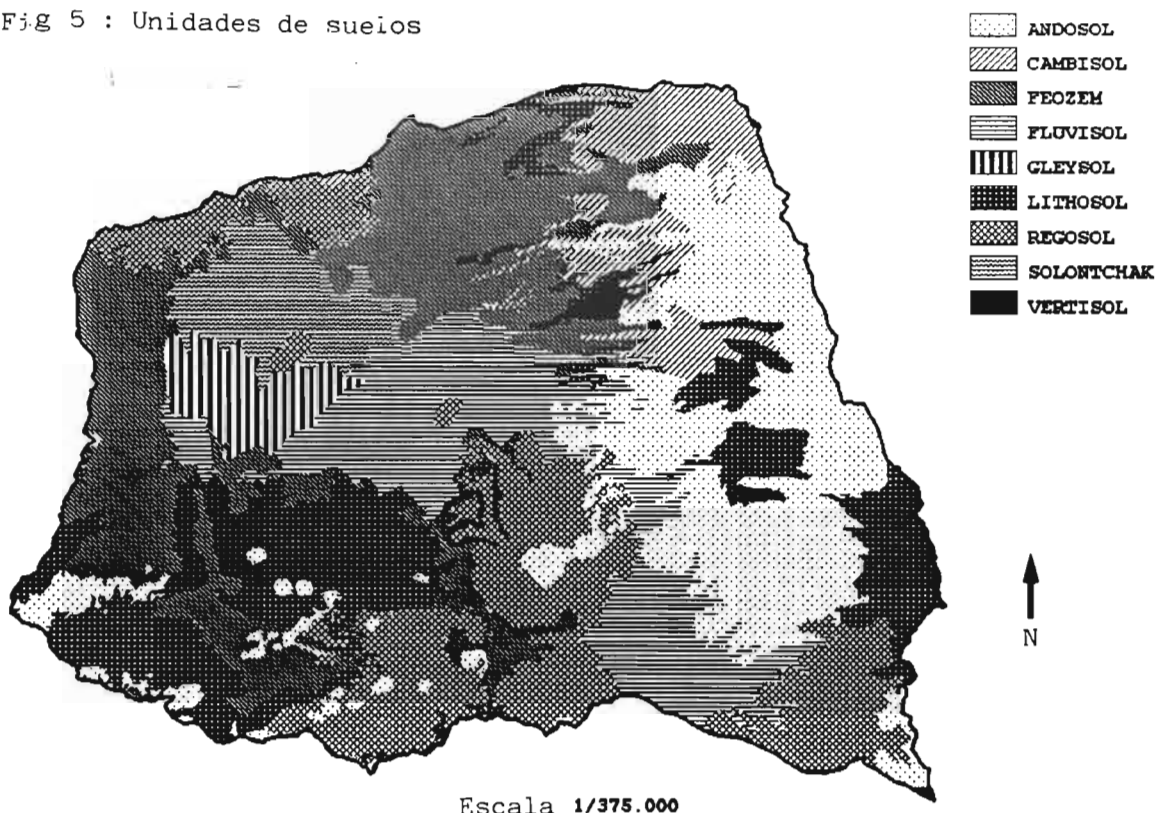 Fig 5 : Unidades de suelos
ANDOSOL
CAMBISOL
FEOZEM
FLUVISOL
GLEYSOL
LITHOSOL
REGOSOL
SOLONTCHAK
VERTISOL
N
Escala 1/375.000